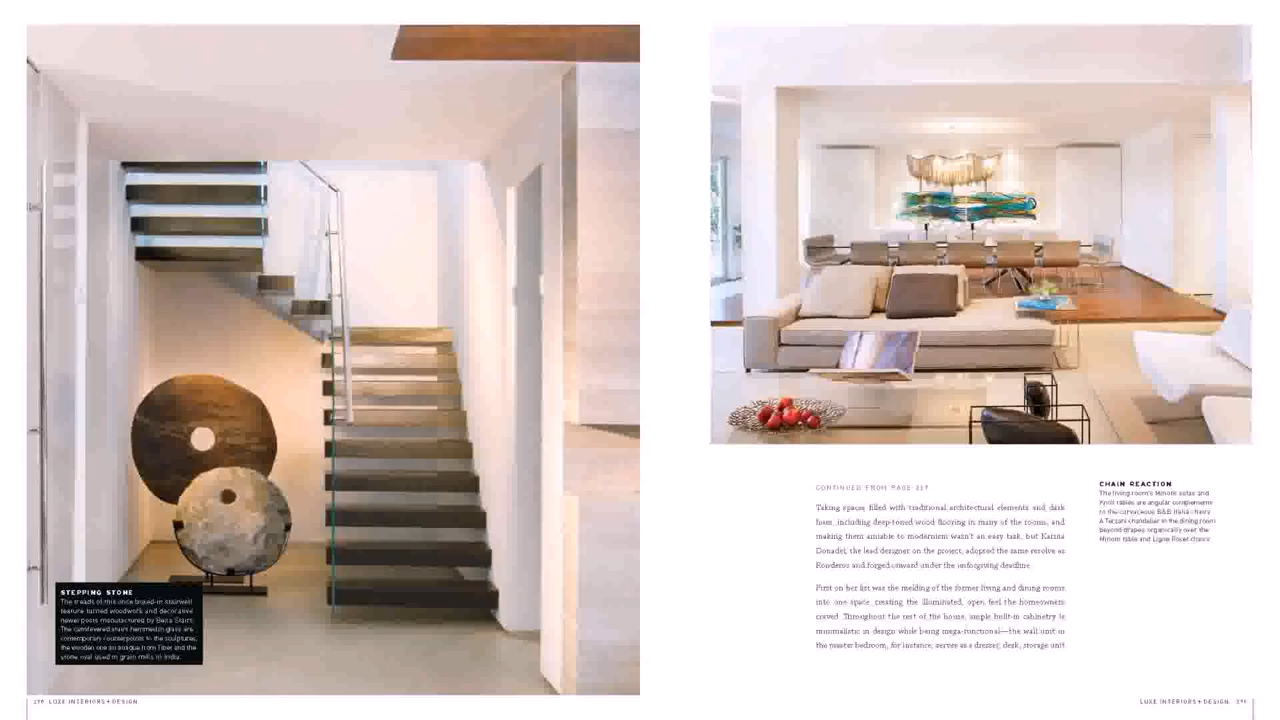 STEPPING STONE
The treads of this once boxed-in stairwell
feature turned woodwork and decorative
newel posts manufactured by Bella Stairs.
The cantilevered stairs hemmed in glass are
contemporary counterpoints to the sculptures,
the wooden one an antique from Tibet and the
stone oval used in grain mills in India.
LUXE INTERIORS + DESIGN
CONTINUED FROM PAGE
Taking spaces filled with traditional architectural elements and dark
hues, including deep-toned wood flooring in many of the rooms, and
making them amiable to modernism wasn't an easy task, but Karina
Donadel, the lead designer on the project, adopted the same resolve as
and forged onward under the unforgiving deadline.
First on her list was the melding of the former living and dining rooms
into one space, creating the illuminated, open feel the homeowners
craved. Throughout the rest of the house, simple built-in cabinetry is
minimalistic in design while being mega-functional—the wall unit in
the master bedroom, for instance, serves as a dresser, desk, storage unit
CHAIN REACTION
The living room's Minotti sofas and
Knoll tables are angular complements
to the curvaceous B&B Italia chairs.
A Terzani chandelier in the dining room
beyond drapes organically over the
table and Ligne Roset chairs.
LUXE INTERIORS + DESIGN